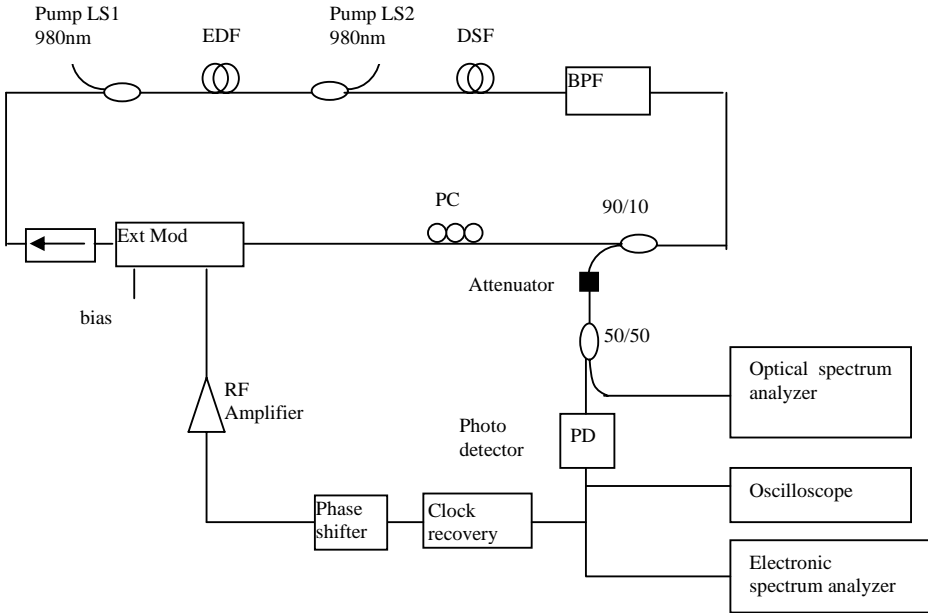 Pump LS1
980nm
EDF
Pump LS2
980nm
DSF
BPF
PC
90/10
Ext Mod
Attenuator
bias
50/50
Optical spectrum
analyzer
RF
Amplifier
Photo
detector
PD
Oscilloscope
Phase
shifter
Clock
recovery
Electronic
spectrum analyzer